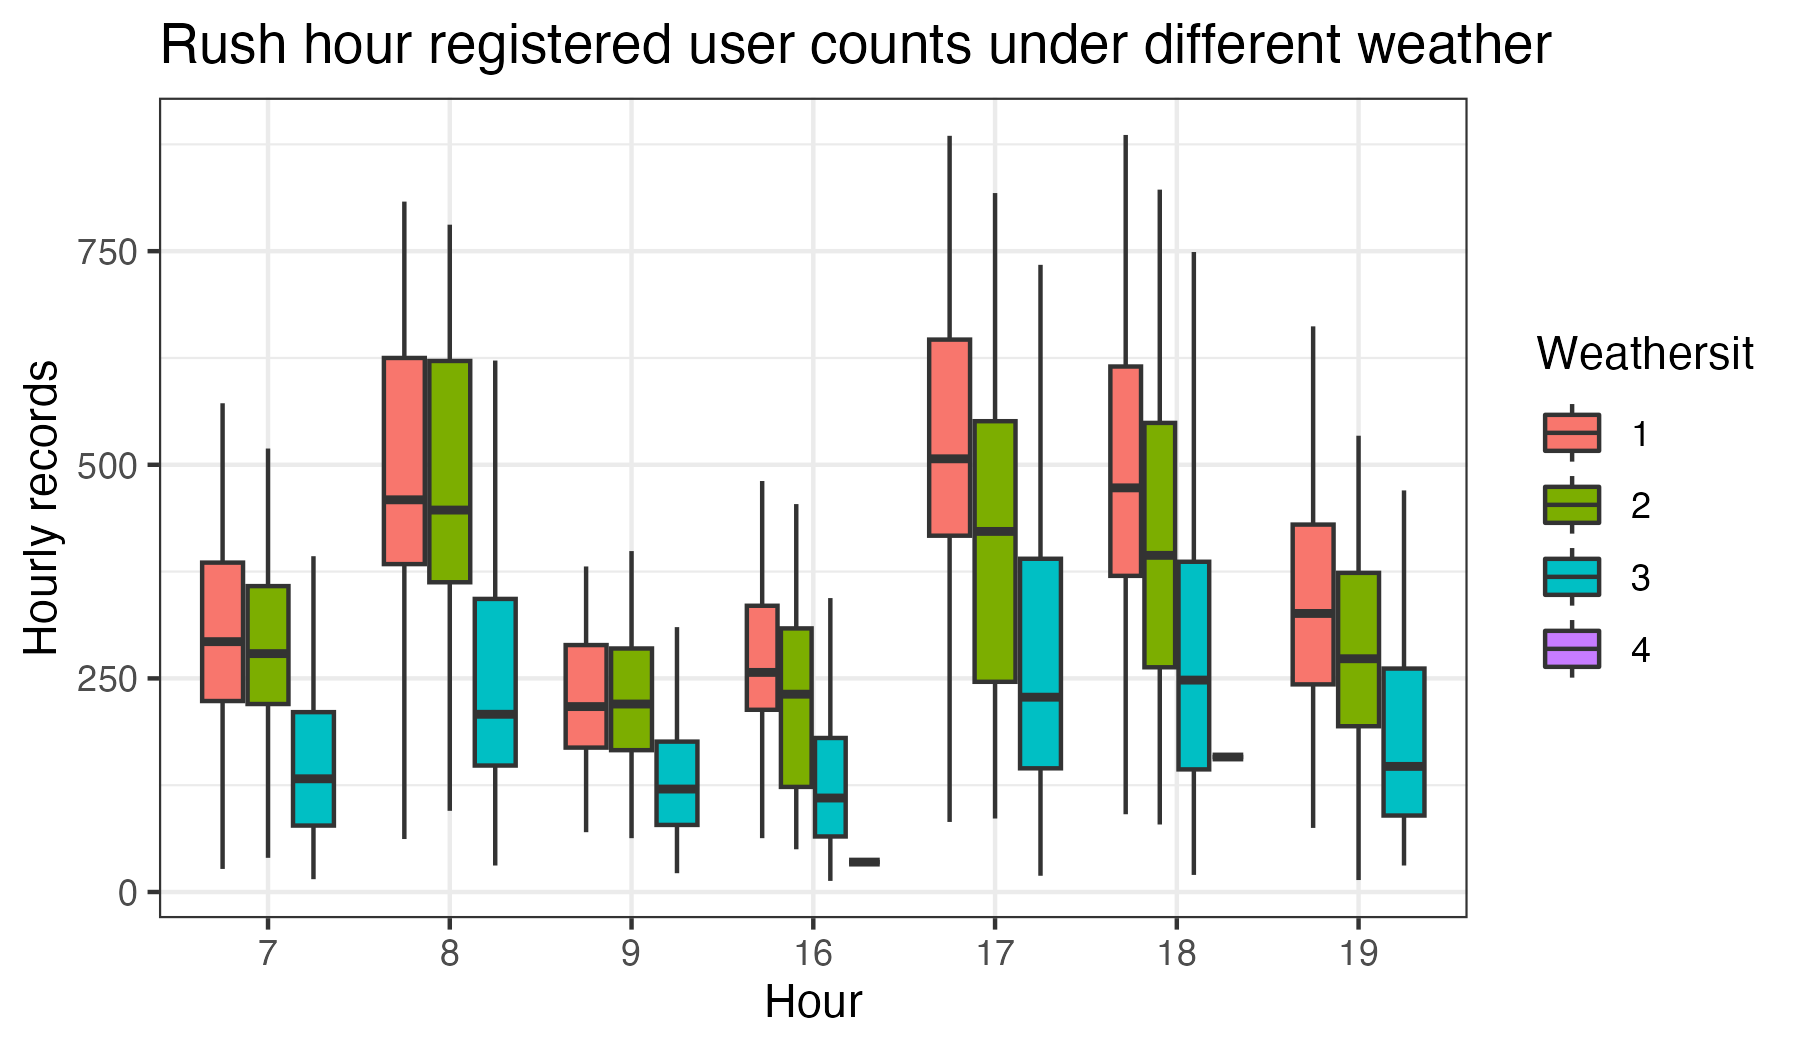 Rush hour registered user counts under different weather
Hourly records
750
500
250
0
7 8 9 16 17 18 19
Hour
Weathersit
1
2
3
4